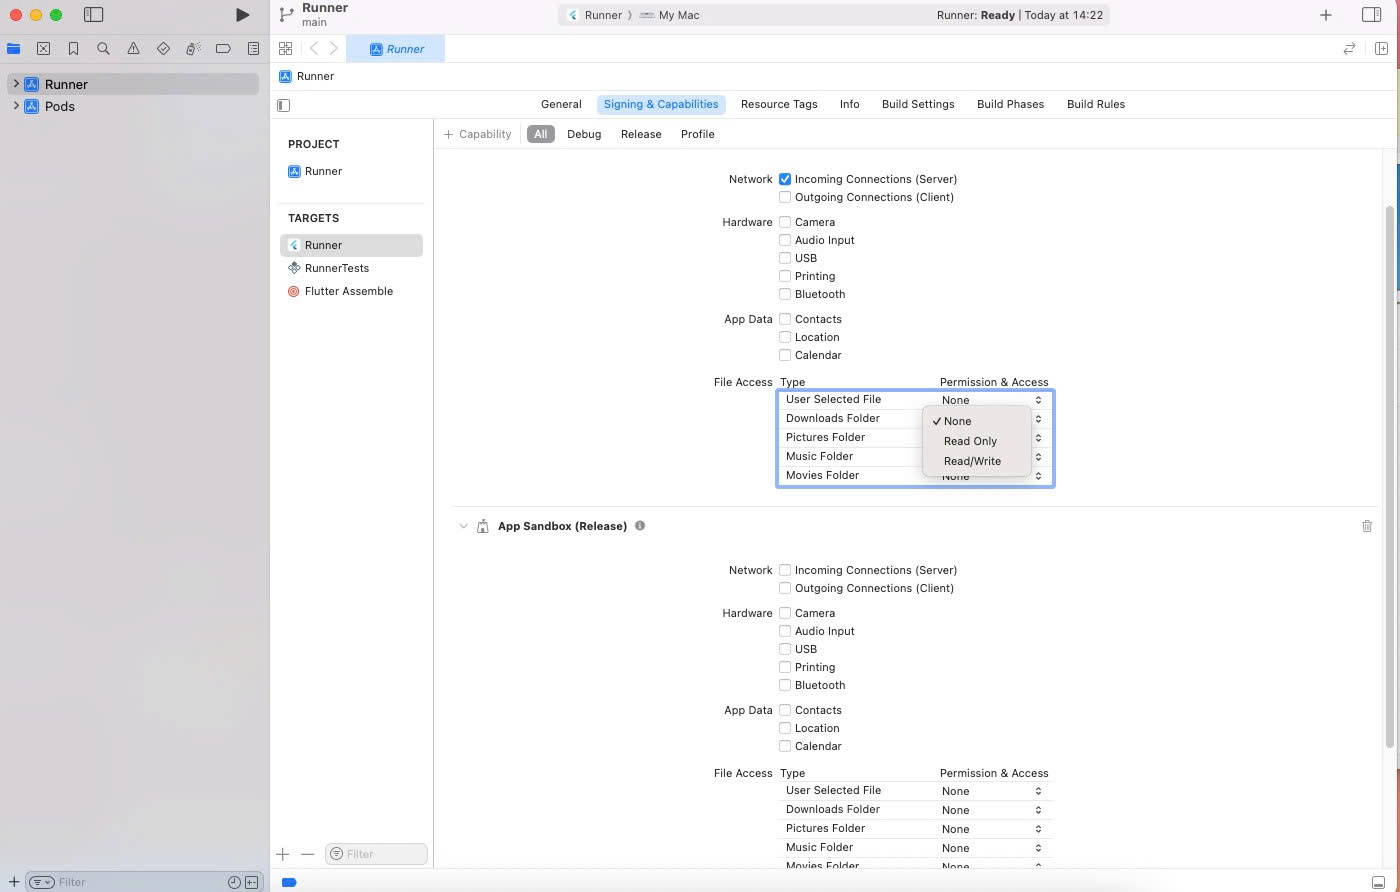 Runner
main
Runner 〉 My Mac
Runner: Ready | Today at 14:22
Runner
Runner
Runner
Pods
General
Signing & Capabilities
Resource Tags
Info
Build Settings
Build Phases
Build Rules
PROJECT
Runner
TARGETS
Runner
RunnerTests
Flutter Assemble
+ Capability
All
Debug
Release
Profile
Network
Incoming Connections (Server)
Outgoing Connections (Client)
Hardware
Camera
Audio Input
USB
Printing
Bluetooth
App Data
Contacts
Location
Calendar
File Access
Type
Permission & Access
User Selected File
None
Downloads Folder
Pictures Folder
Music Folder
Movies Folder
None
None
Read Only
Read/Write
App Sandbox (Release)
Network
Incoming Connections (Server)
Outgoing Connections (Client)
Hardware
Camera
Audio Input
USB
Printing
Bluetooth
App Data
Contacts
Location
Calendar
File Access
Type
Permission & Access
User Selected File
None
Downloads Folder
None
Pictures Folder
None
Music Folder
None
Movies Folder
None
Filter
Filter